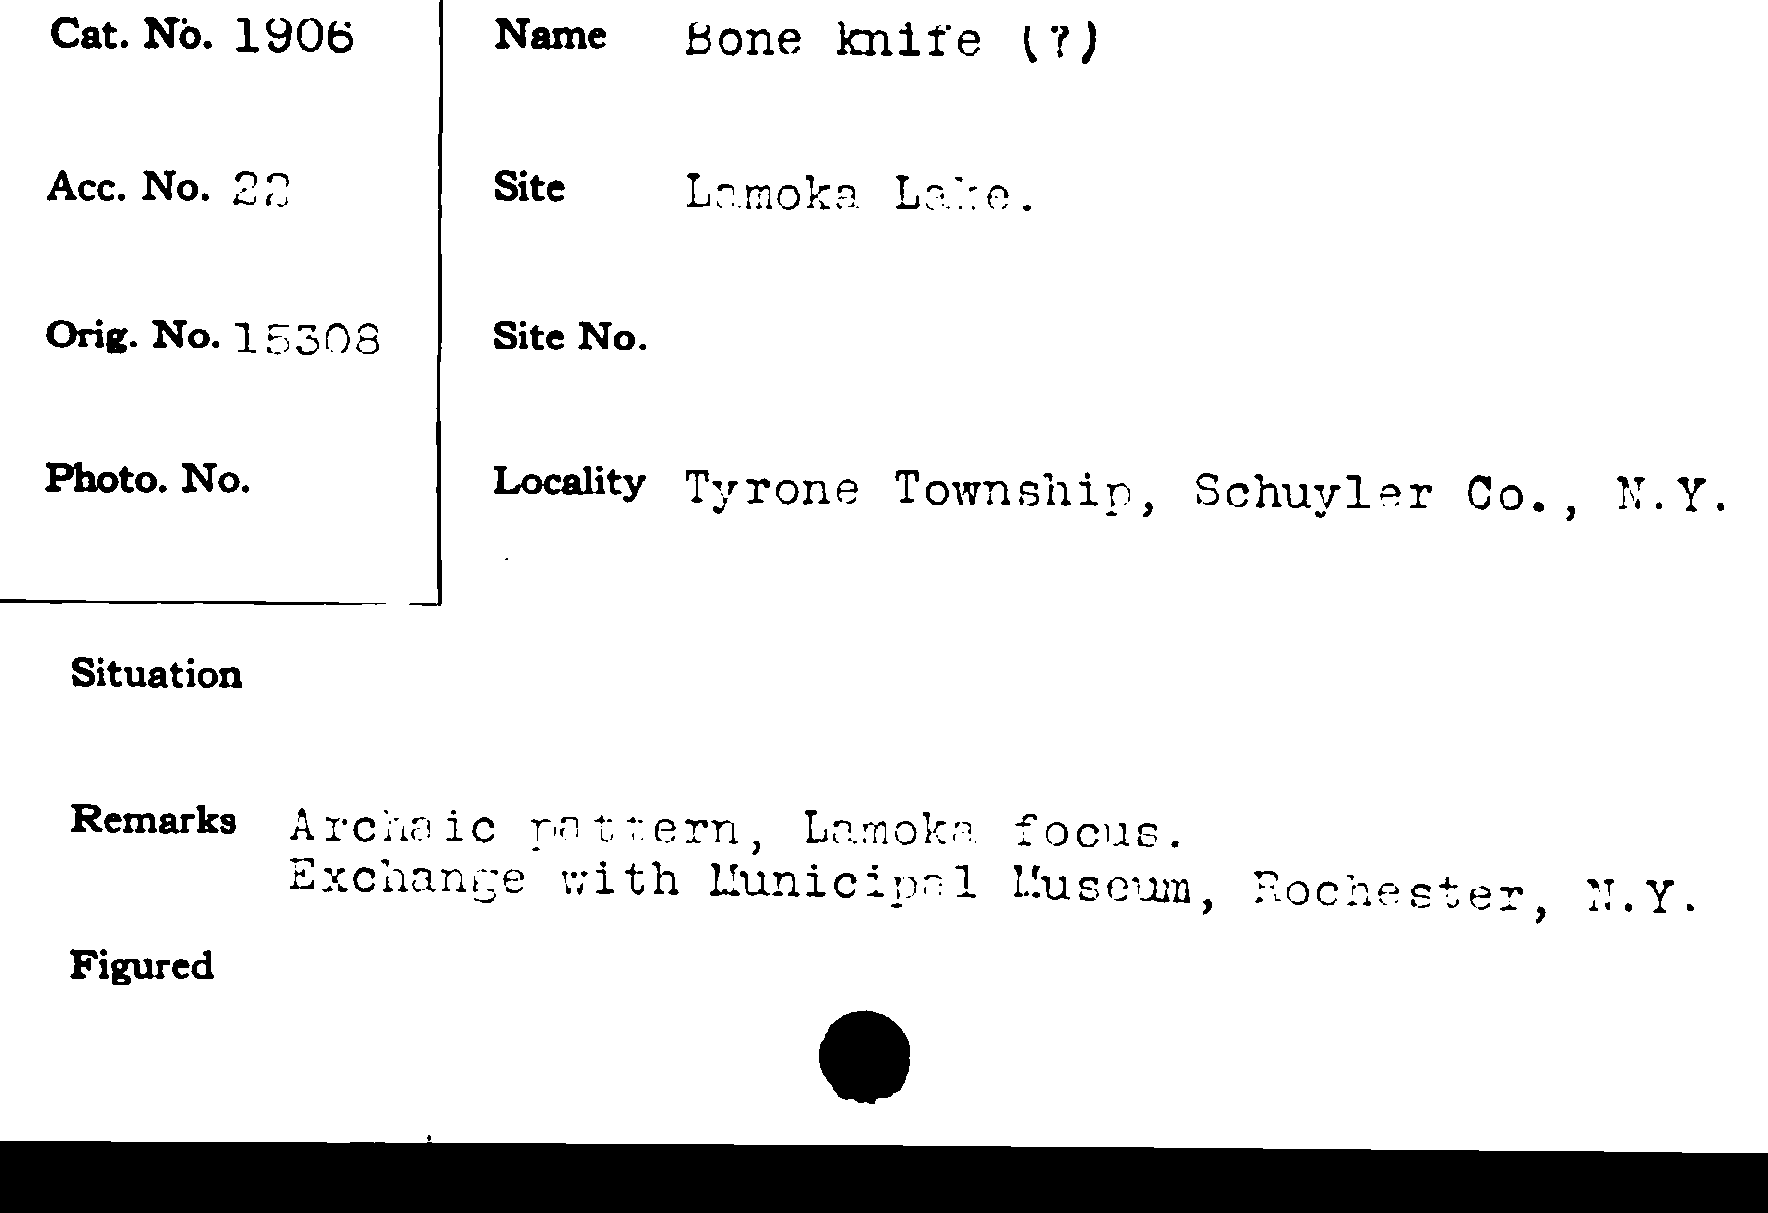 Cat. No. 1906
Name Bone knife (?)
Acc. No. 22
Site Lamoka Lake.
Orig. No. 15308
Site No.
Photo. No.
Locality Tyrone Township, Schuyler Co., N.Y.
Situation
Remarks Archaic pattern, Lamoka focus.
Exchange with Municipal Museum, Rochester, N.Y.
Figured